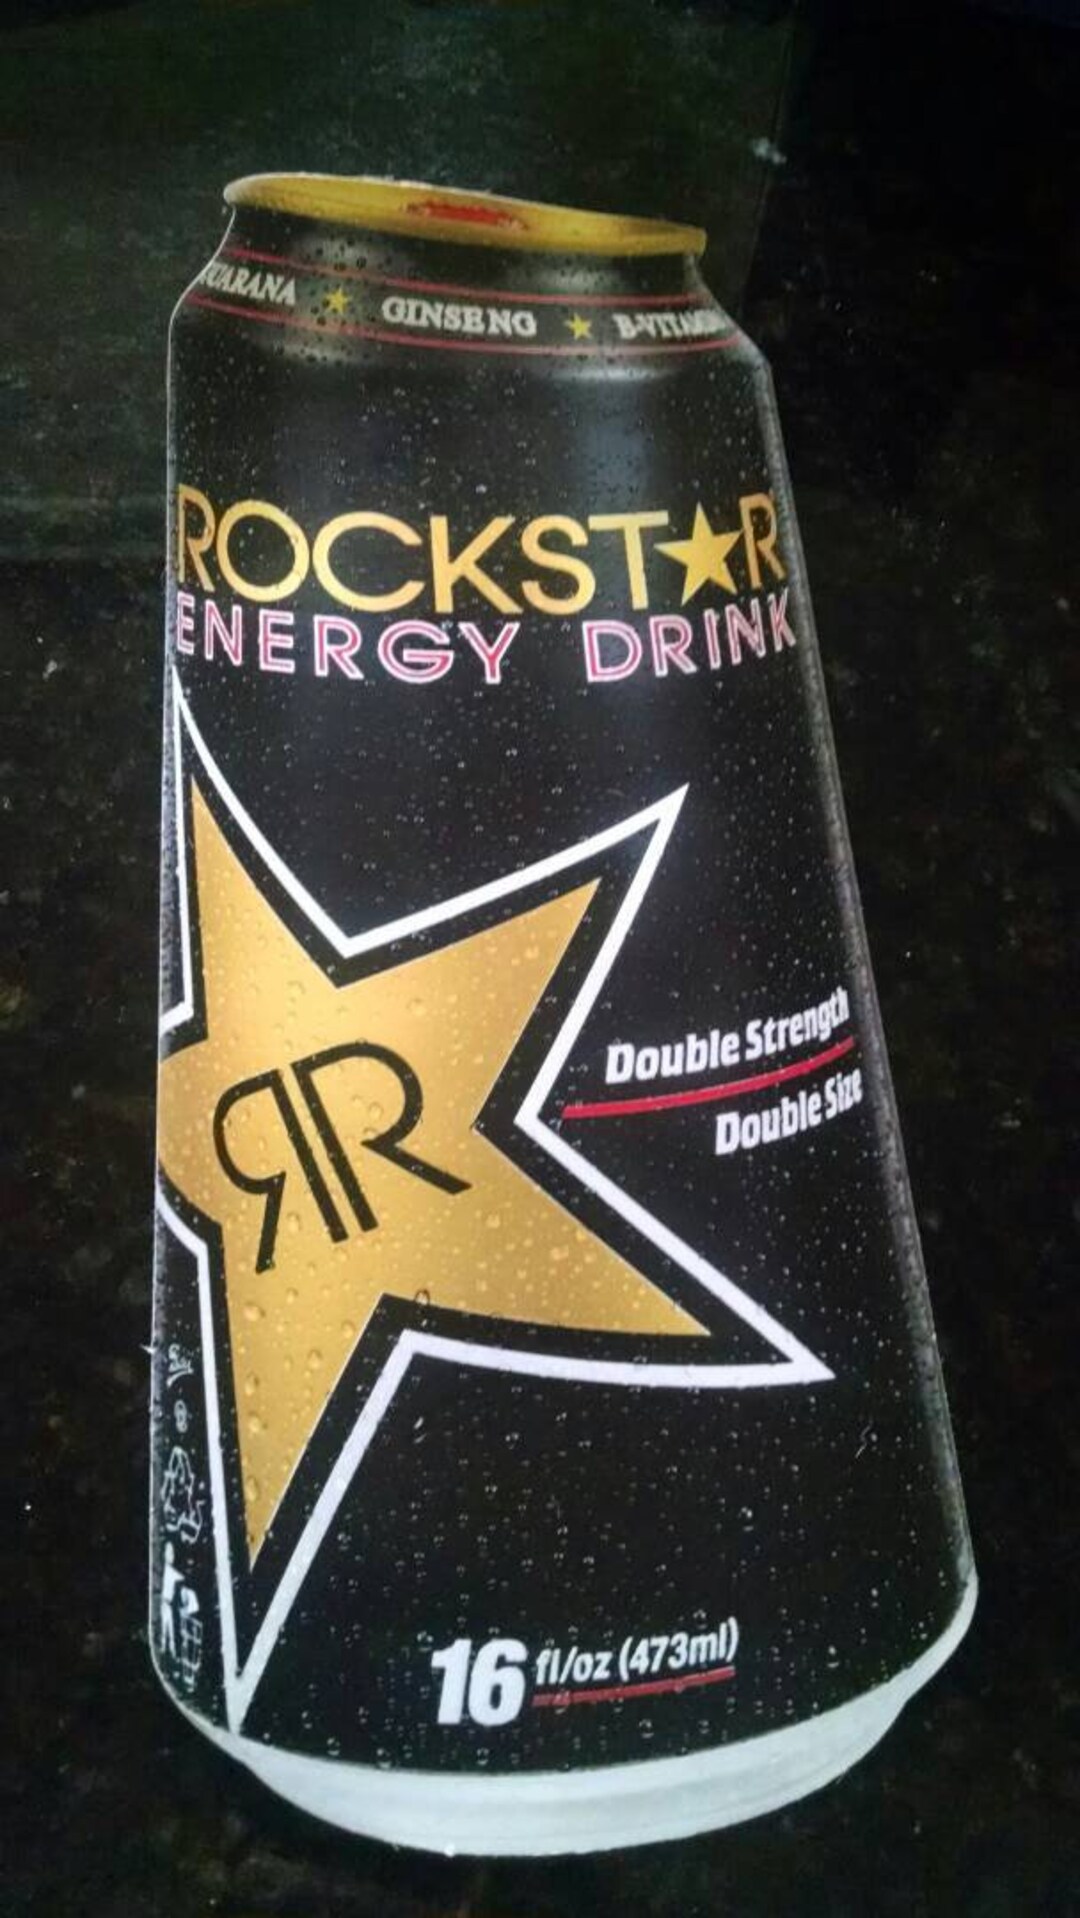 GINSENG
ROCKSTAR
ENERGY DRINK
Double Strength
Double Size
RR
16 fl/oz (473ml)